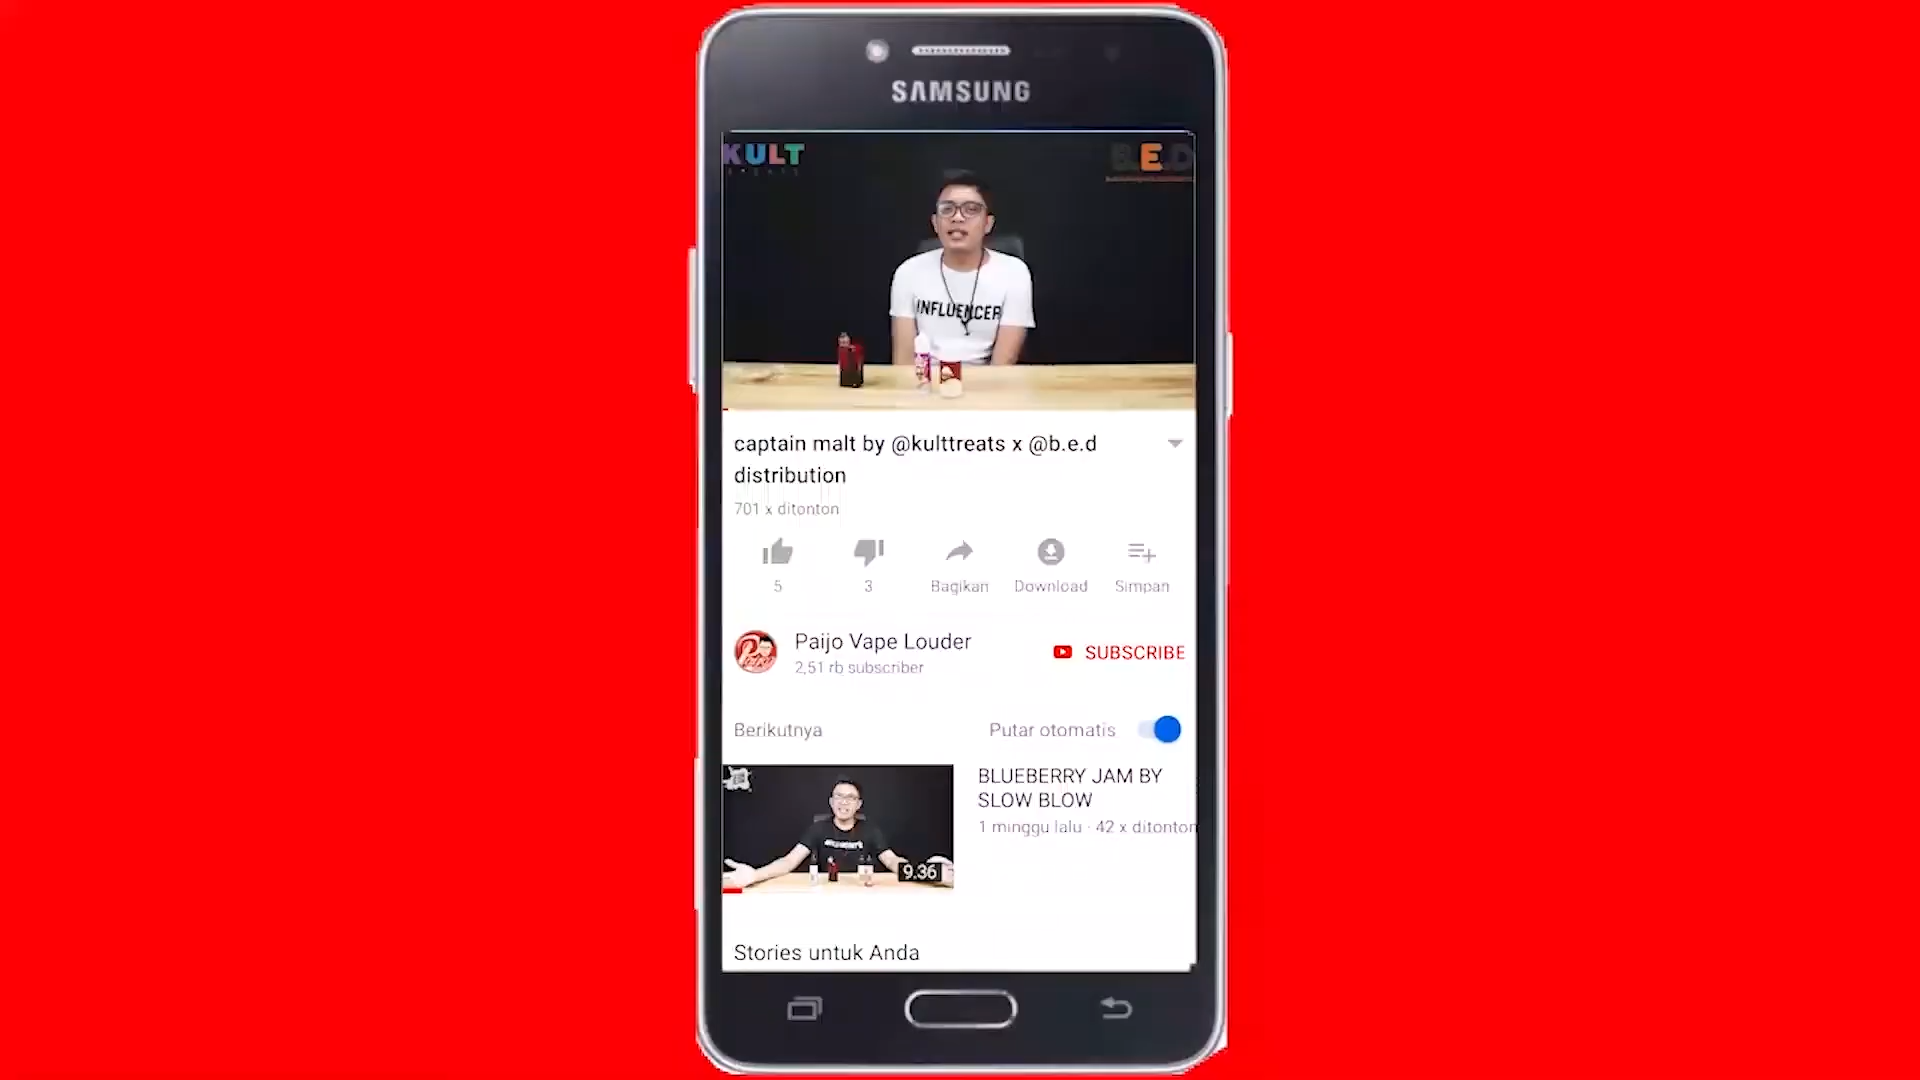 SAMSUNG
KULT
B.E.D
INFLUENCER
captain malt by @kulttreats x @b.e.d
distribution
701 x ditonton
5
3
Bagikan
Download
Simpan
Paijo Vape Louder
2,51 rb subscriber
SUBSCRIBE
Berikutnya
Putar otomatis
BLUEBERRY JAM BY
SLOW BLOW
1 minggu lalu · 42 x ditonton
9.36
Stories untuk Anda